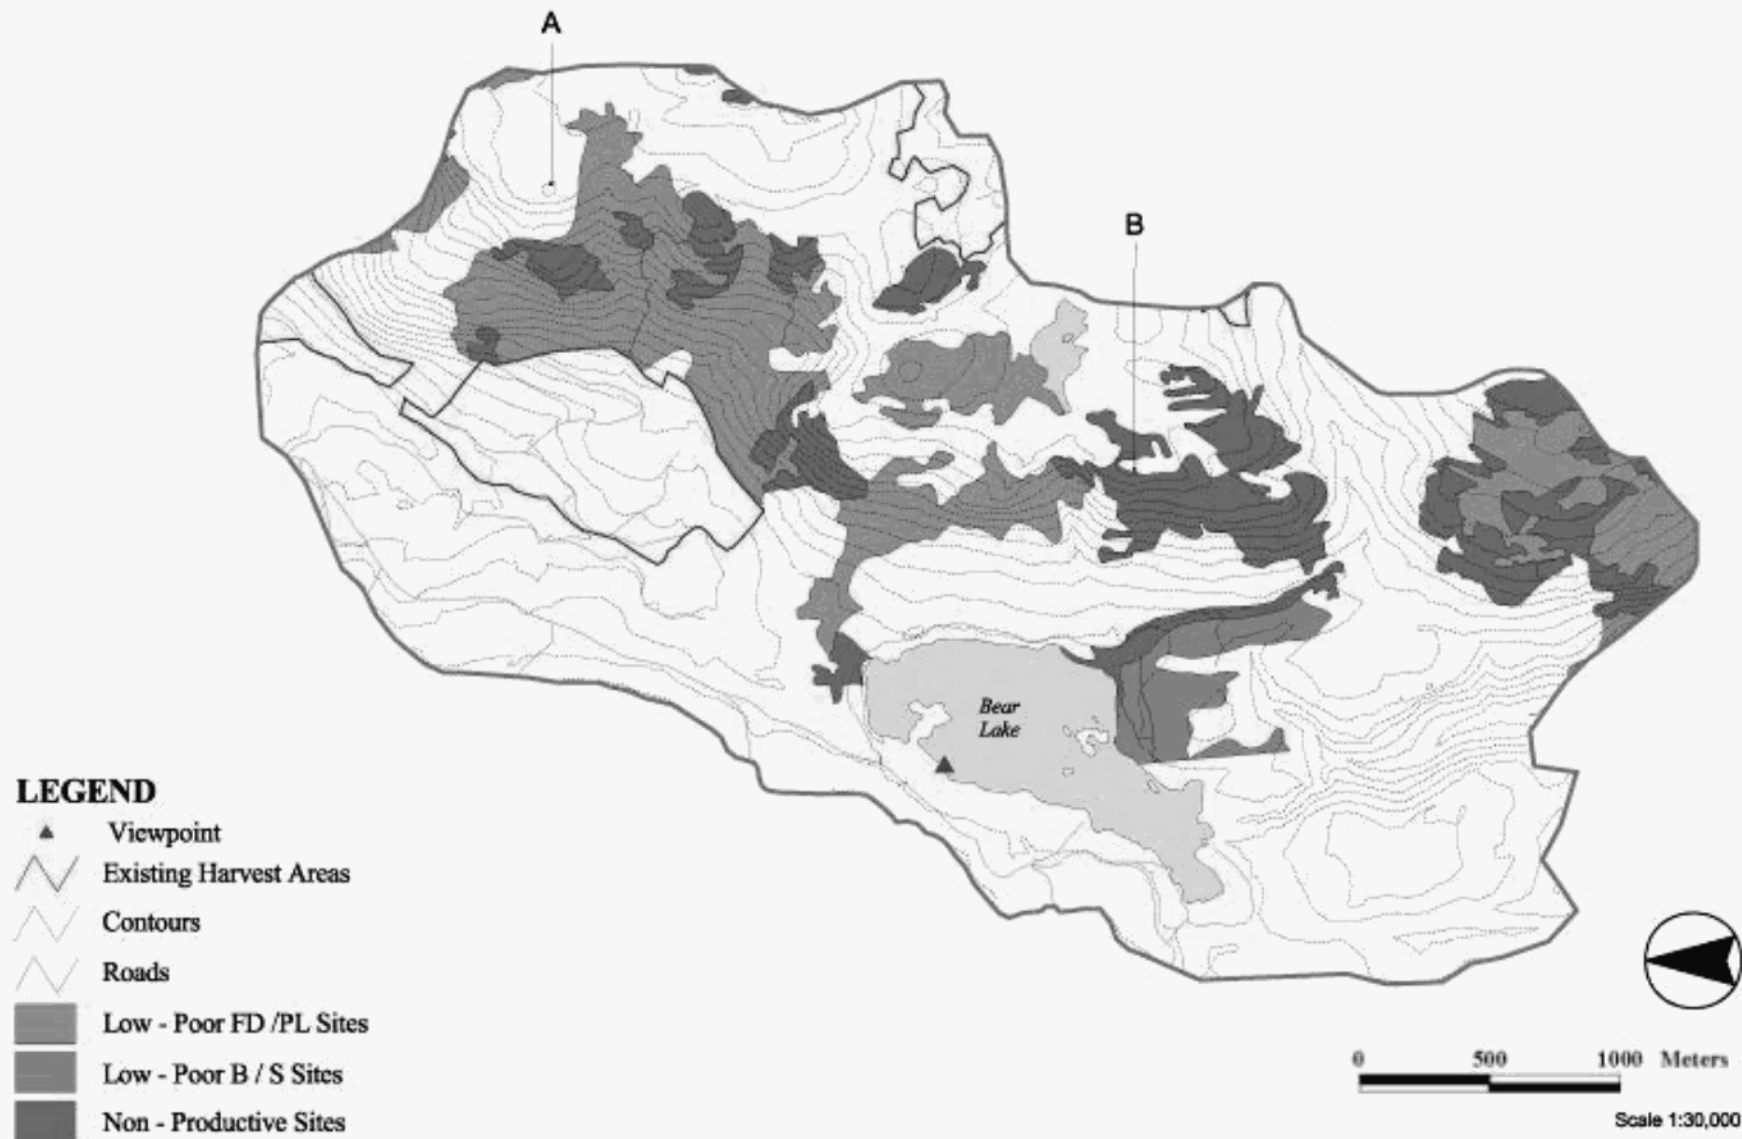 A
B
Bear
Lake
LEGEND
Viewpoint
Existing Harvest Areas
Contours
Roads
Low - Poor FD /PL Sites
Low - Poor B / S Sites
Non - Productive Sites
0 500 1000 Meters
Scale 1:30,000